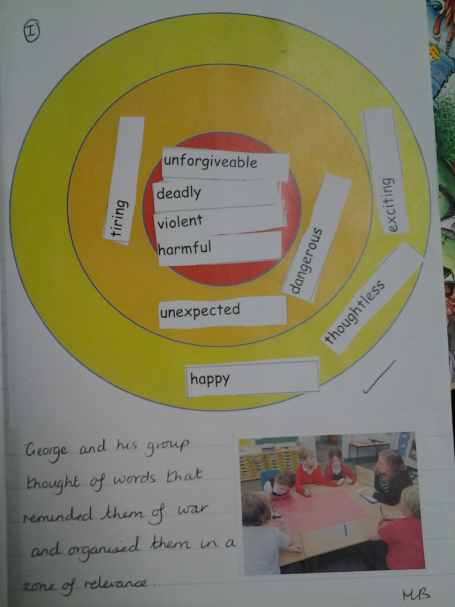 I
unforgiveable
deadly
violent
harmful
tiring
dangerous
exciting
unexpected
thoughtless
happy
George and his group
thought of words that
reminded them of war
and organised them in a
zone of relevance.
MB